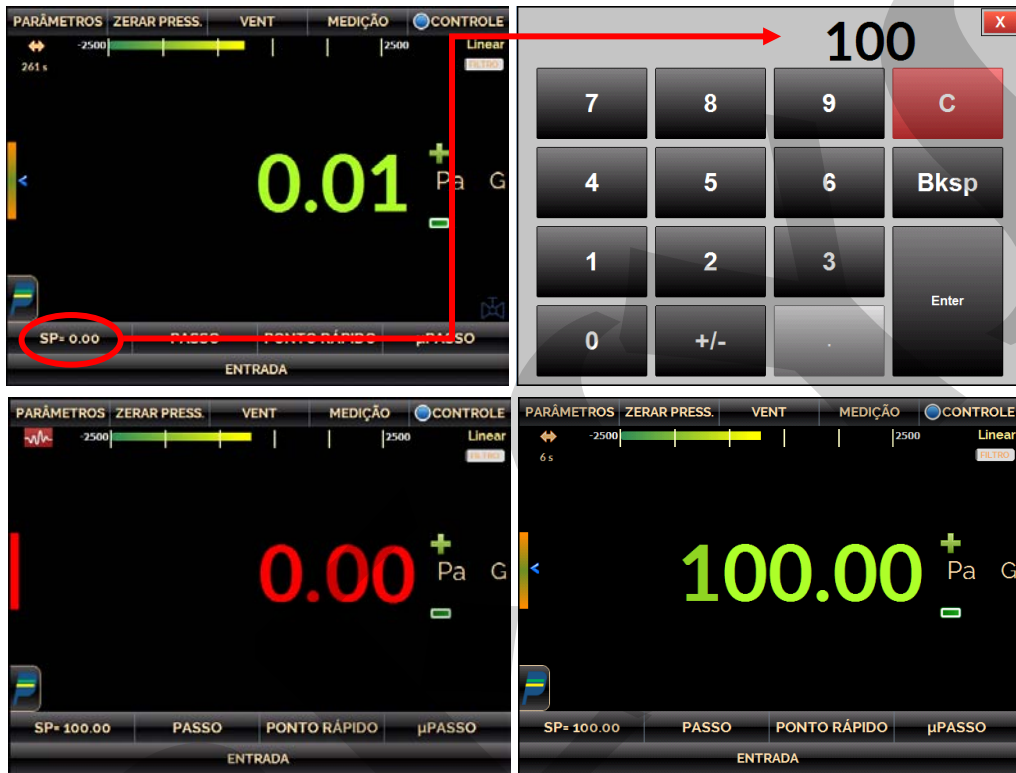 PARÂMETROS ZERAR PRESS. VENT MEDIÇÃO CONTROLE
-2500 2500 Linear
261 s FILTRO
0.01 Pa G
SP= 0.00 PASSO PONTO RÁPIDO µPASSO
ENTRADA
X
100
7 8 9 C
4 5 6 Bksp
1 2 3
Enter
0 +/- .
PARÂMETROS ZERAR PRESS. VENT MEDIÇÃO CONTROLE
-2500 2500 Linear
FILTRO
0.00 Pa G
SP= 100.00 PASSO PONTO RÁPIDO µPASSO
ENTRADA
PARÂMETROS ZERAR PRESS. VENT MEDIÇÃO CONTROLE
-2500 2500 Linear
6 s FILTRO
100.00 Pa G
SP= 100.00 PASSO PONTO RÁPIDO µPASSO
ENTRADA